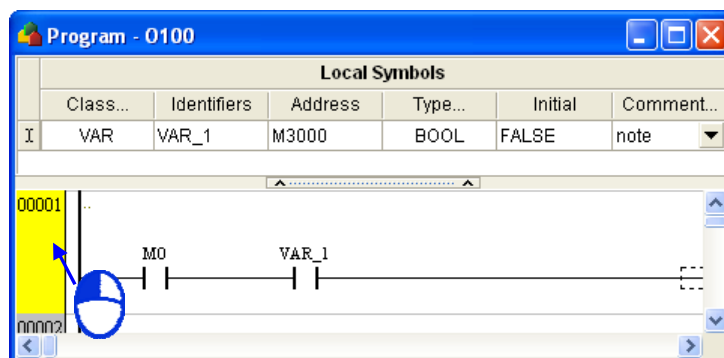 Program - O100
Local Symbols
Class... Identifiers Address Type... Initial Comment...
I VAR VAR_1 M3000 BOOL FALSE note
00001
M0 VAR_1
00002